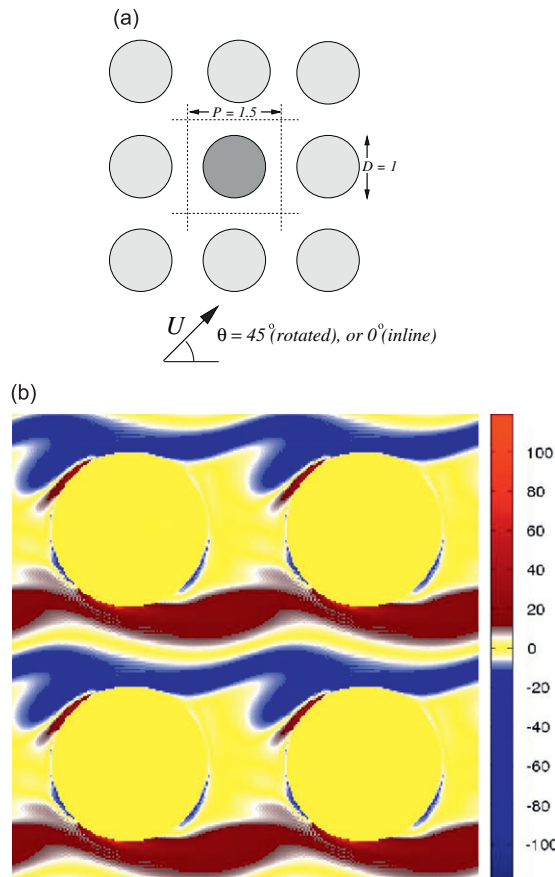 (a)
P = 1.5
D = 1
U
θ = 45°(rotated), or 0°(inline)
(b)
100
80
60
40
20
0
-20
-40
-60
-80
-100